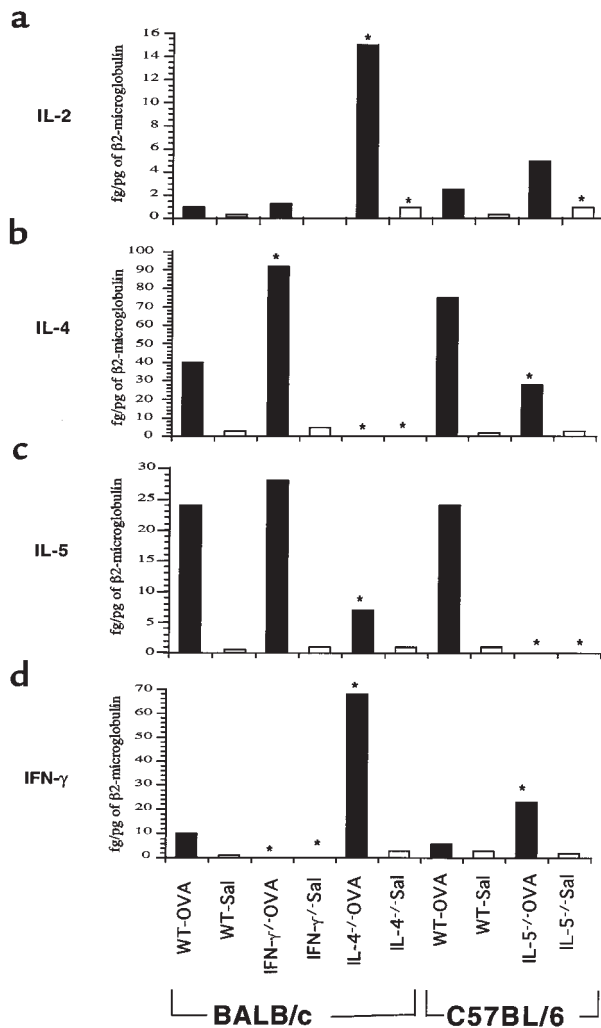 a
IL-2
fg/pg of β2-microglobulin
16
14
12
10
8
6
4
2
0
*
*
*
b
IL-4
fg/pg of β2-microglobulin
100
90
80
70
60
50
40
30
20
10
0
*
*
*
*
c
IL-5
fg/pg of β2-microglobulin
30
25
20
15
10
5
0
*
*
*
d
IFN-γ
fg/pg of β2-microglobulin
70
60
50
40
30
20
10
0
*
*
*
*
WT-OVA
WT-Sal
IFN-γ-/-OVA
IFN-γ-/-Sal
IL-4-/-OVA
IL-4-/-Sal
WT-OVA
WT-Sal
IL-5-/-OVA
IL-5-/-Sal
BALB/c
C57BL/6